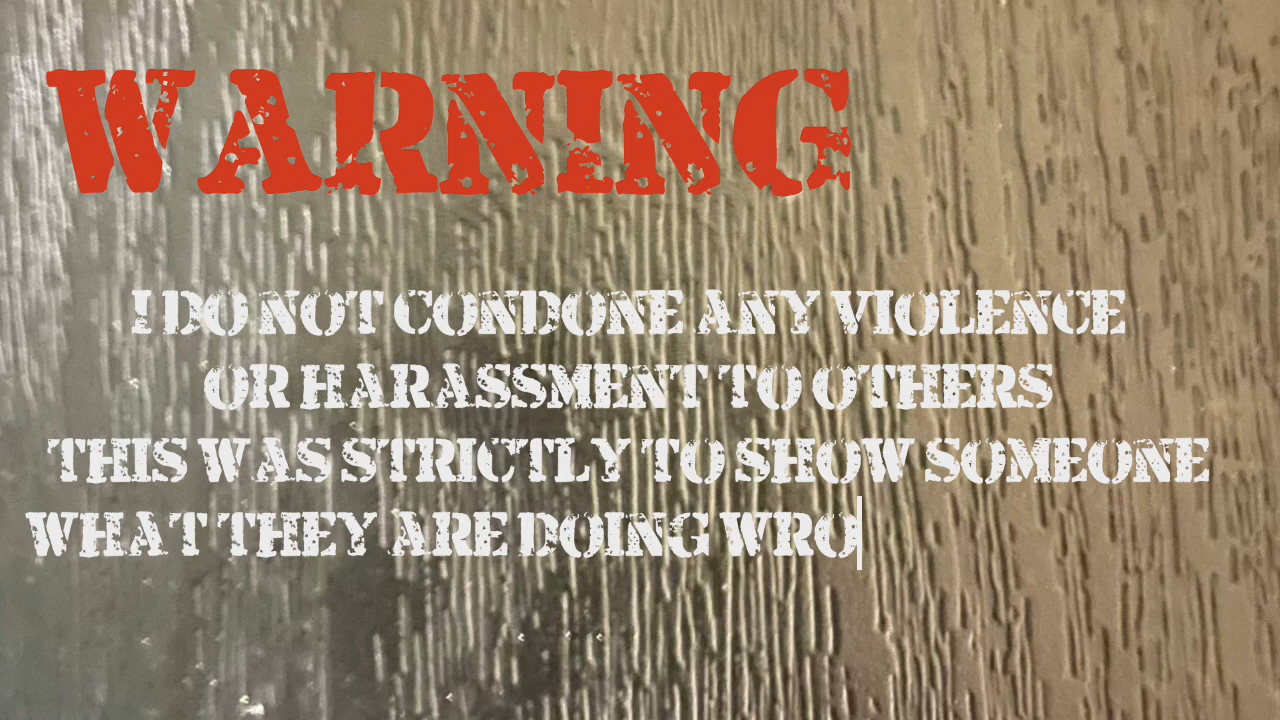 WARNING
I DO NOT CONDONE ANY VIOLENCE
OR HARASSMENT TO OTHERS
THIS WAS STRICTLY TO SHOW SOMEONE
WHAT THEY ARE DOING WRO